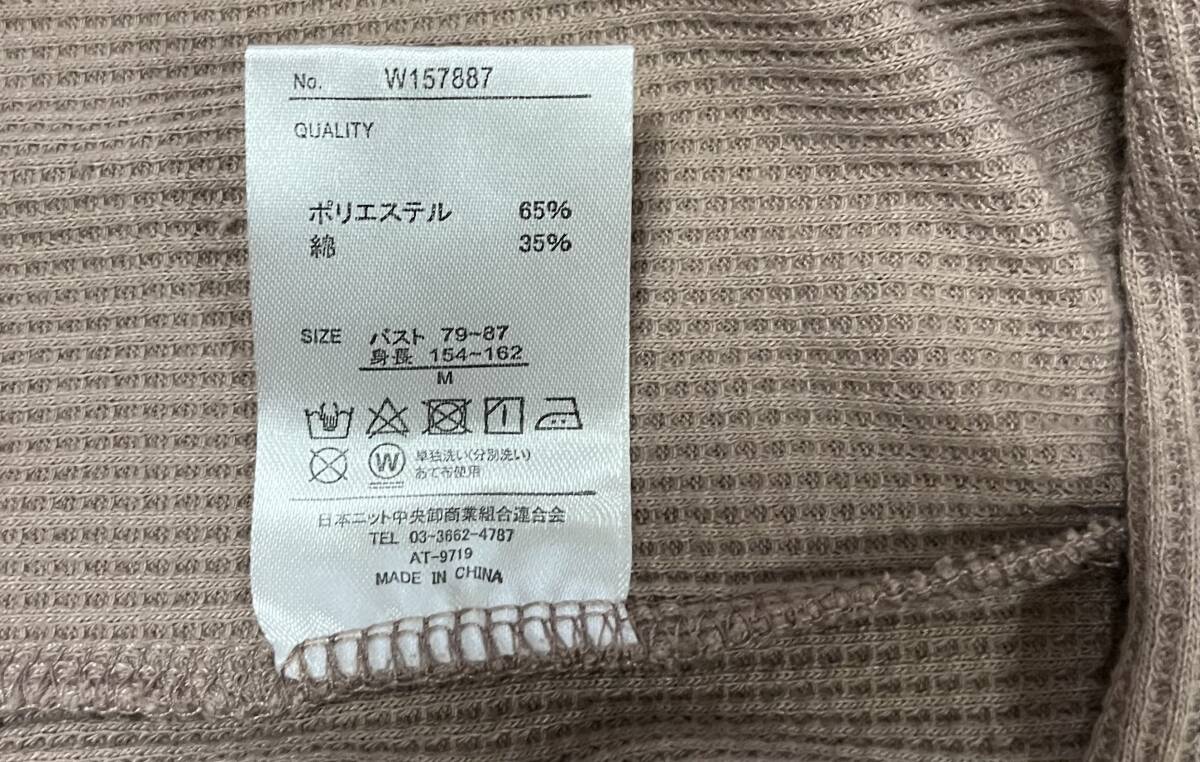 No. W157887
QUALITY
ポリエステル 65%
綿 35%
SIZE バスト 79-87
身長 154-162
M
W 単独洗い(分別洗い)
あて布使用
日本ニット中央卸商業組合連合会
TEL 03-3662-4787
AT-9719
MADE IN CHINA